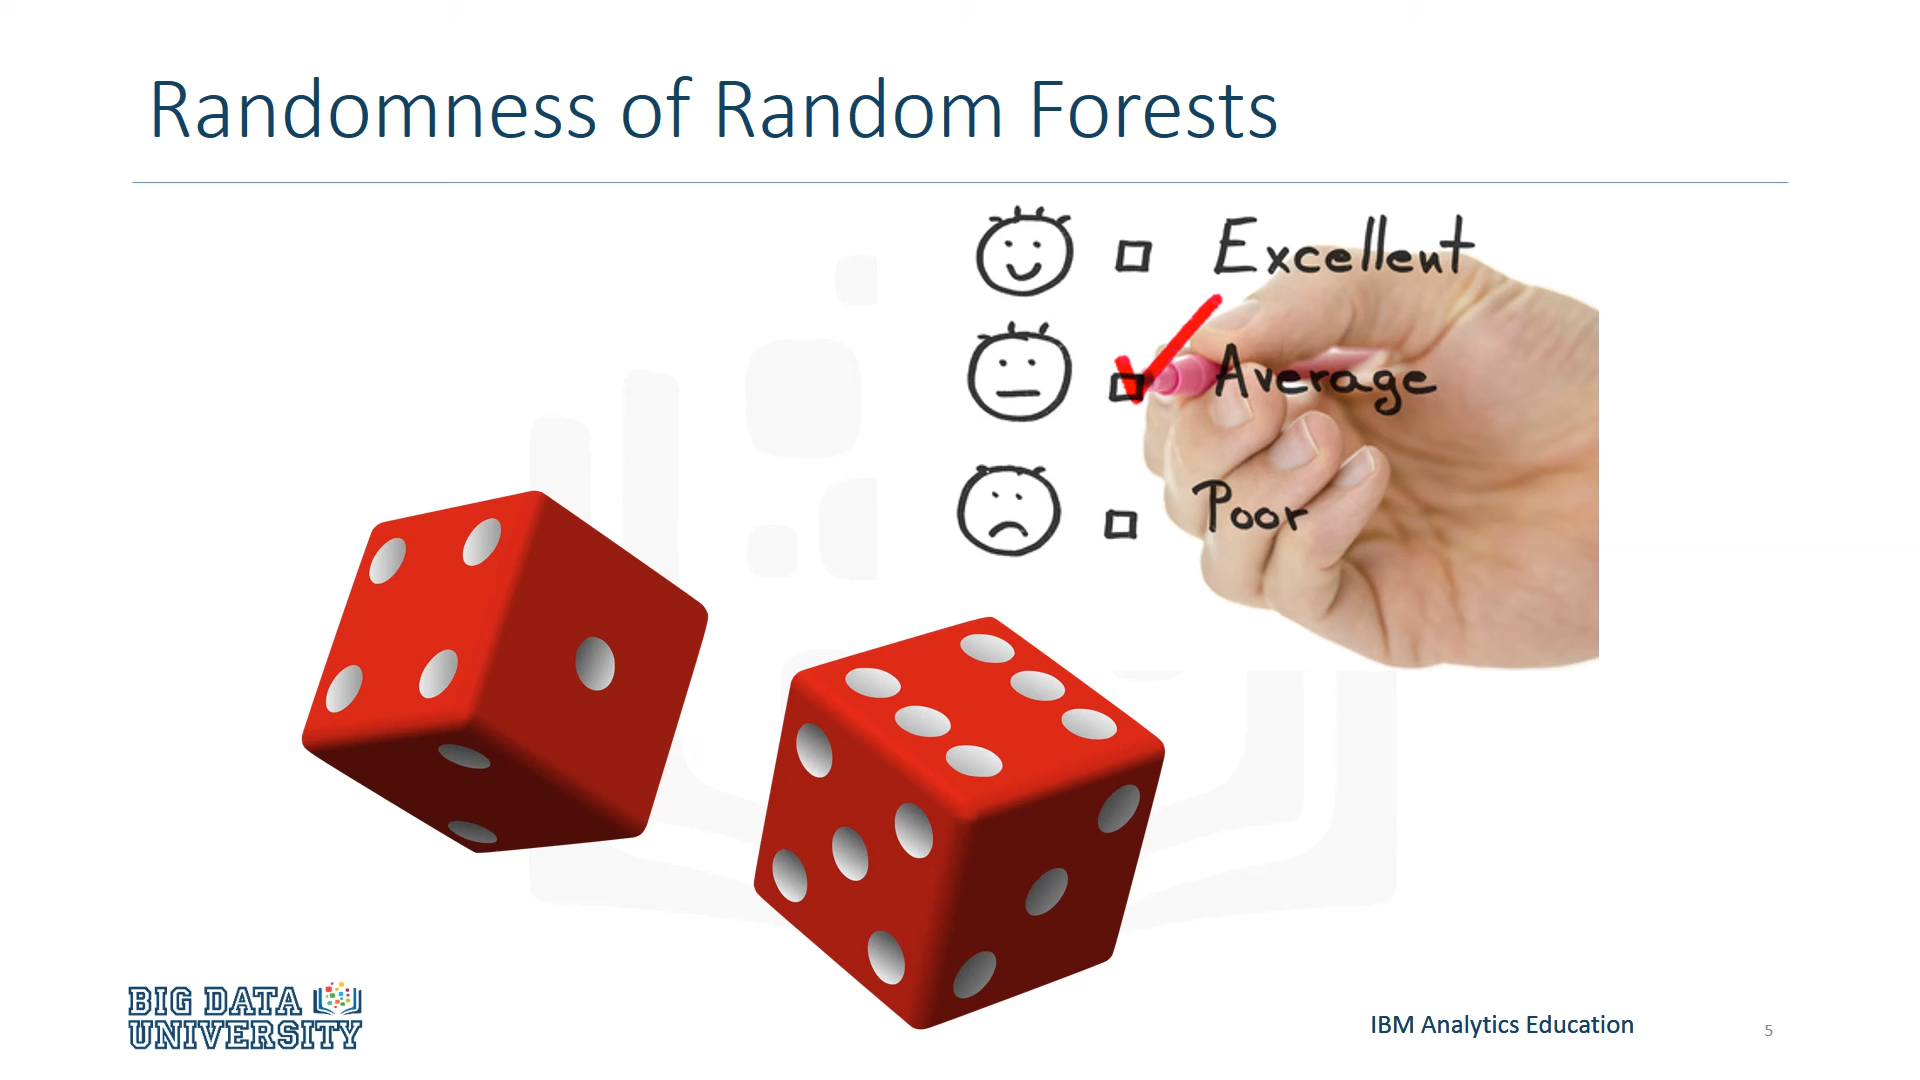 Randomness of Random Forests
Excellent
Average
Poor
BIG DATA
UNIVERSITY
IBM Analytics Education
5